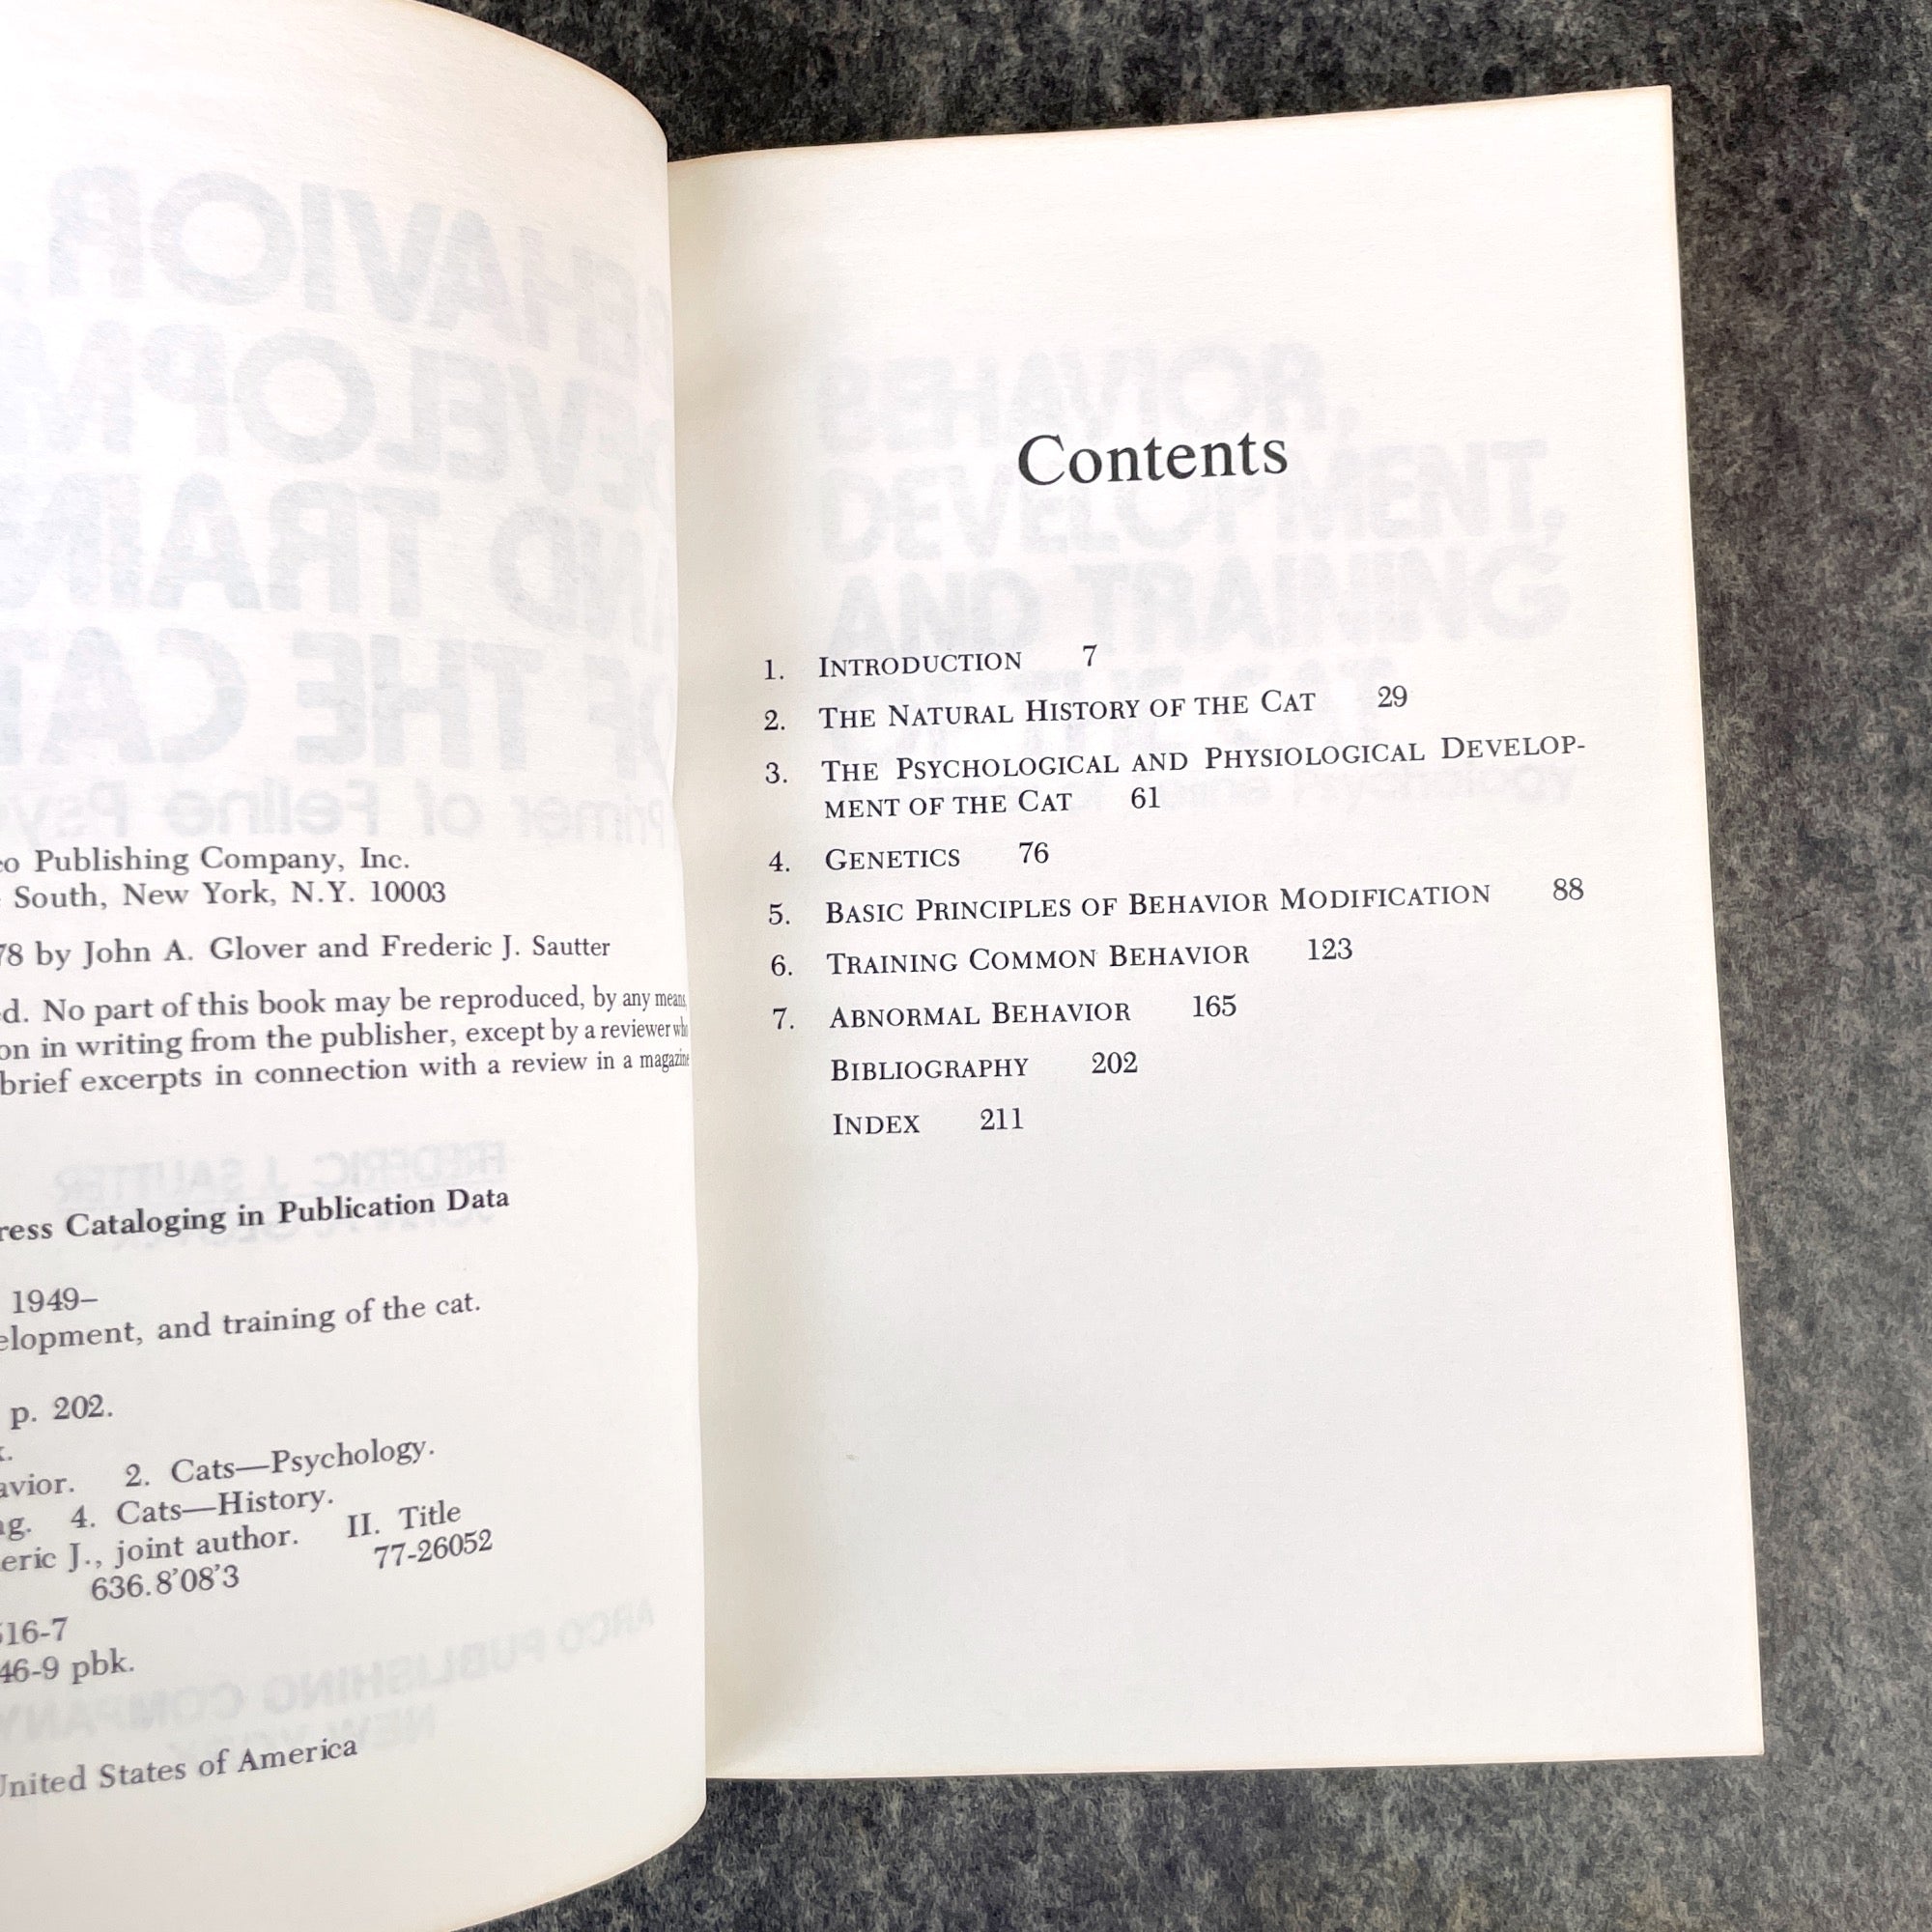 Publishing Company, Inc.
South, New York, N.Y. 10003
78 by John A. Glover and Frederic J. Sautter
ed. No part of this book may be reproduced, by any means,
on in writing from the publisher, except by a reviewer who
brief excerpts in connection with a review in a magazine
ress Cataloging in Publication Data
1949–
elopment, and training of the cat.
p. 202.
avior. 2. Cats—Psychology.
ng. 4. Cats—History.
eric J., joint author. II. Title
636.8'08'3 77-26052
516-7
46-9 pbk.
United States of America
Contents
1. INTRODUCTION 7
2. THE NATURAL HISTORY OF THE CAT 29
3. THE PSYCHOLOGICAL AND PHYSIOLOGICAL DEVELOP-
MENT OF THE CAT 61
4. GENETICS 76
5. BASIC PRINCIPLES OF BEHAVIOR MODIFICATION 88
6. TRAINING COMMON BEHAVIOR 123
7. ABNORMAL BEHAVIOR 165
BIBLIOGRAPHY 202
INDEX 211